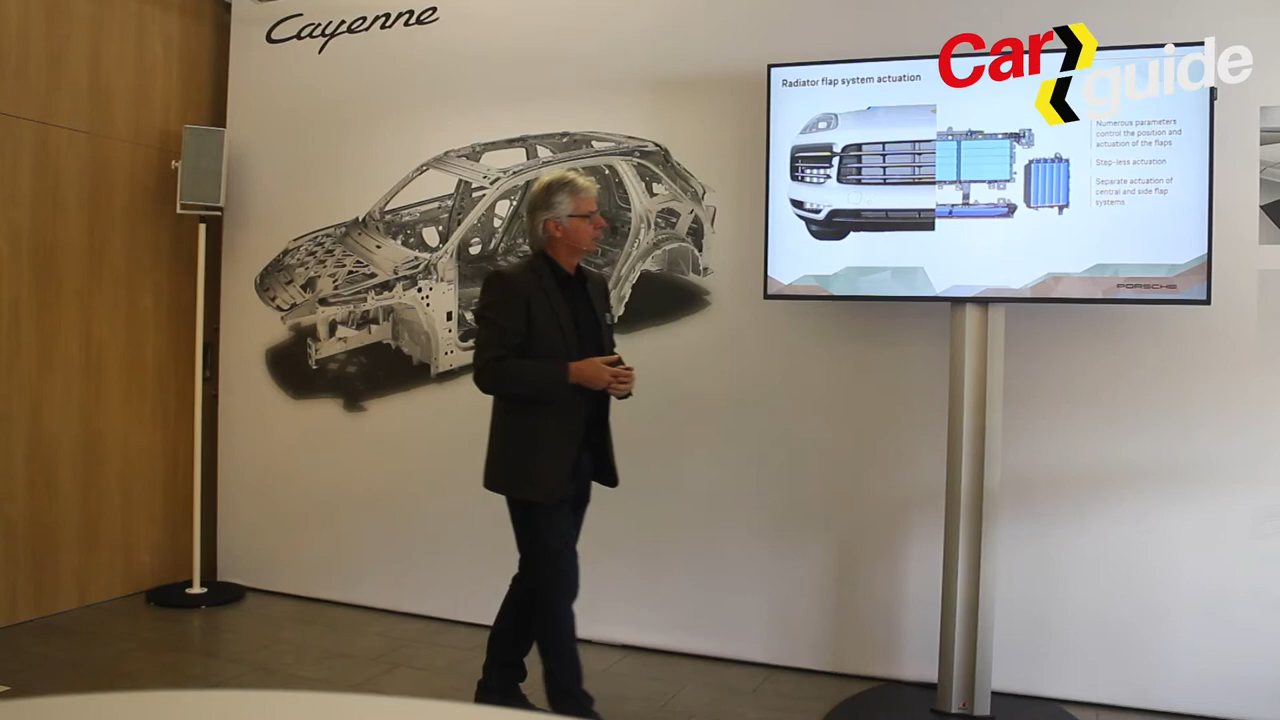 Cayenne
Car
guide
Radiator flap system actuation
Numerous parameters
control the position and
actuation of the flaps
Step-less actuation
Separate actuation of
central and side flap
systems
PORSCHE